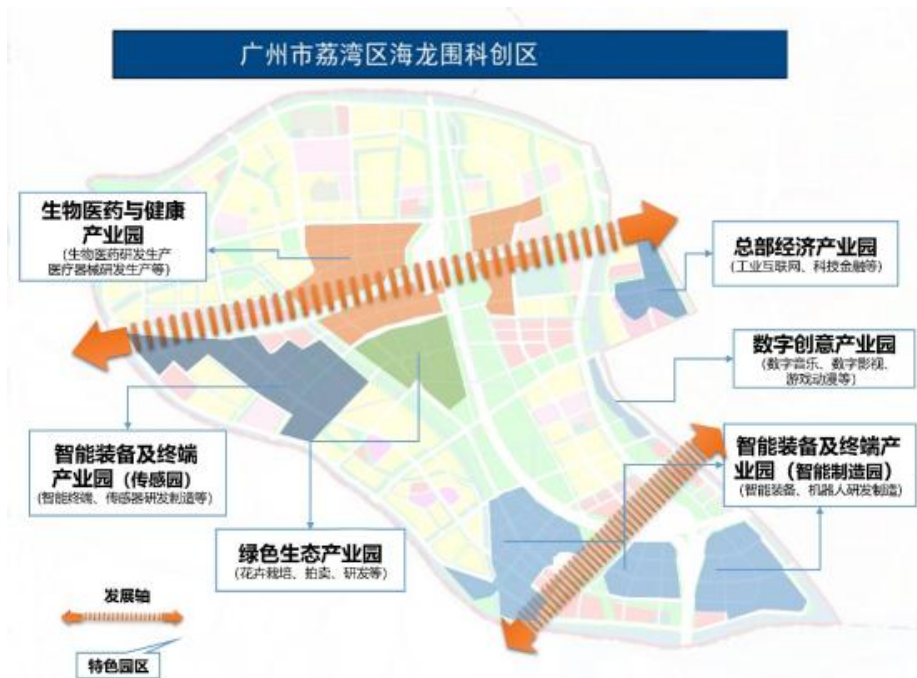 广州市荔湾区海龙围科创区
生物医药与健康
产业园
(生物医药研发生产
医疗器械研发生产等)
总部经济产业园
(工业互联网、科技金融等)
数字创意产业园
(数字音乐、数字影视、
游戏动漫等)
智能装备及终端
产业园(传感园)
(智能终端、传感器研发制造等)
智能装备及终端产
业园(智能制造园)
(智能装备、机器人研发制造)
绿色生态产业园
(花卉栽培、拍卖、研发等)
发展轴
特色园区